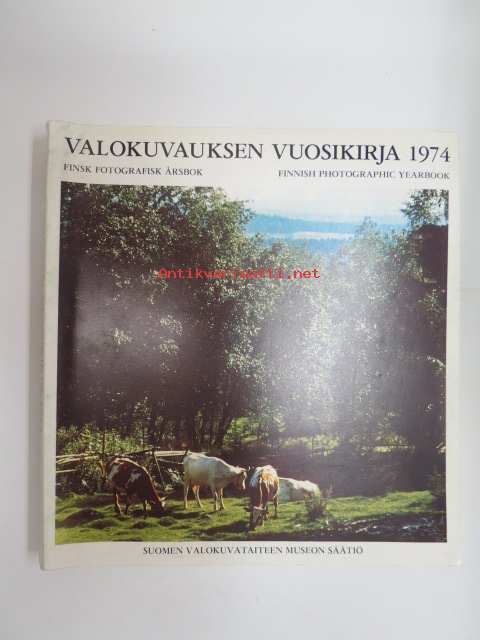 VALOKUVAUKSEN VUOSIKIRJA 1974
FINSK FOTOGRAFISK ÅRSBOK FINNISH PHOTOGRAPHIC YEARBOOK
Antikvariaatti.net
SUOMEN VALOKUVATAITEEN MUSEON SÄÄTIÖ